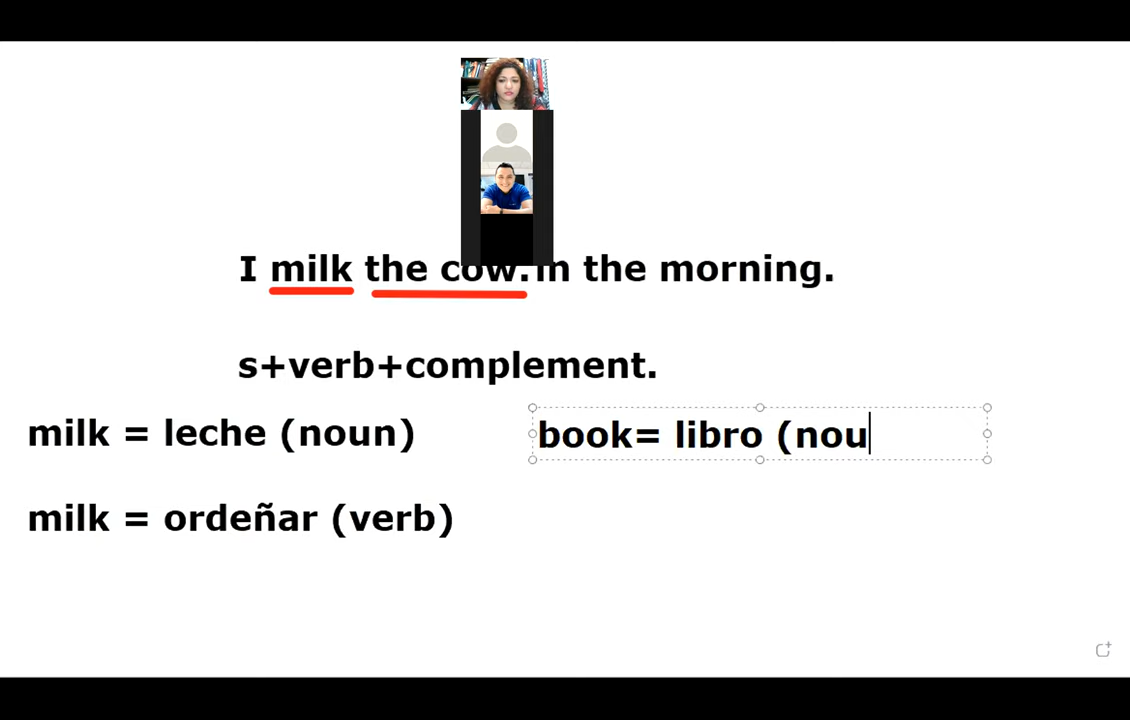 I milk the cow. in the morning.
s+verb+complement.
milk = leche (noun)
book= libro (nou
milk = ordeñar (verb)